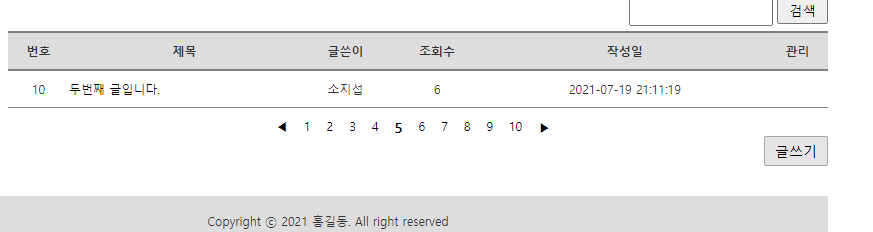 검색
번호 제목 글쓴이 조회수 작성일 관리
10 두번째 글입니다. 소지섭 6 2021-07-19 21:11:19
◀ 1 2 3 4 5 6 7 8 9 10 ▶
글쓰기
Copyright ⓒ 2021 홍길동. All right reserved